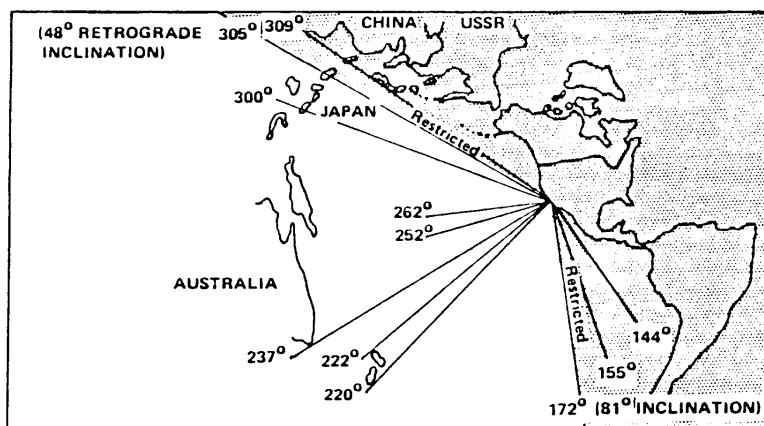 (48° RETROGRADE
INCLINATION)
305°
309°
CHINA
USSR
300°
JAPAN
Restricted
262°
252°
AUSTRALIA
237°
222°
220°
Restricted
144°
155°
172° (81° INCLINATION)